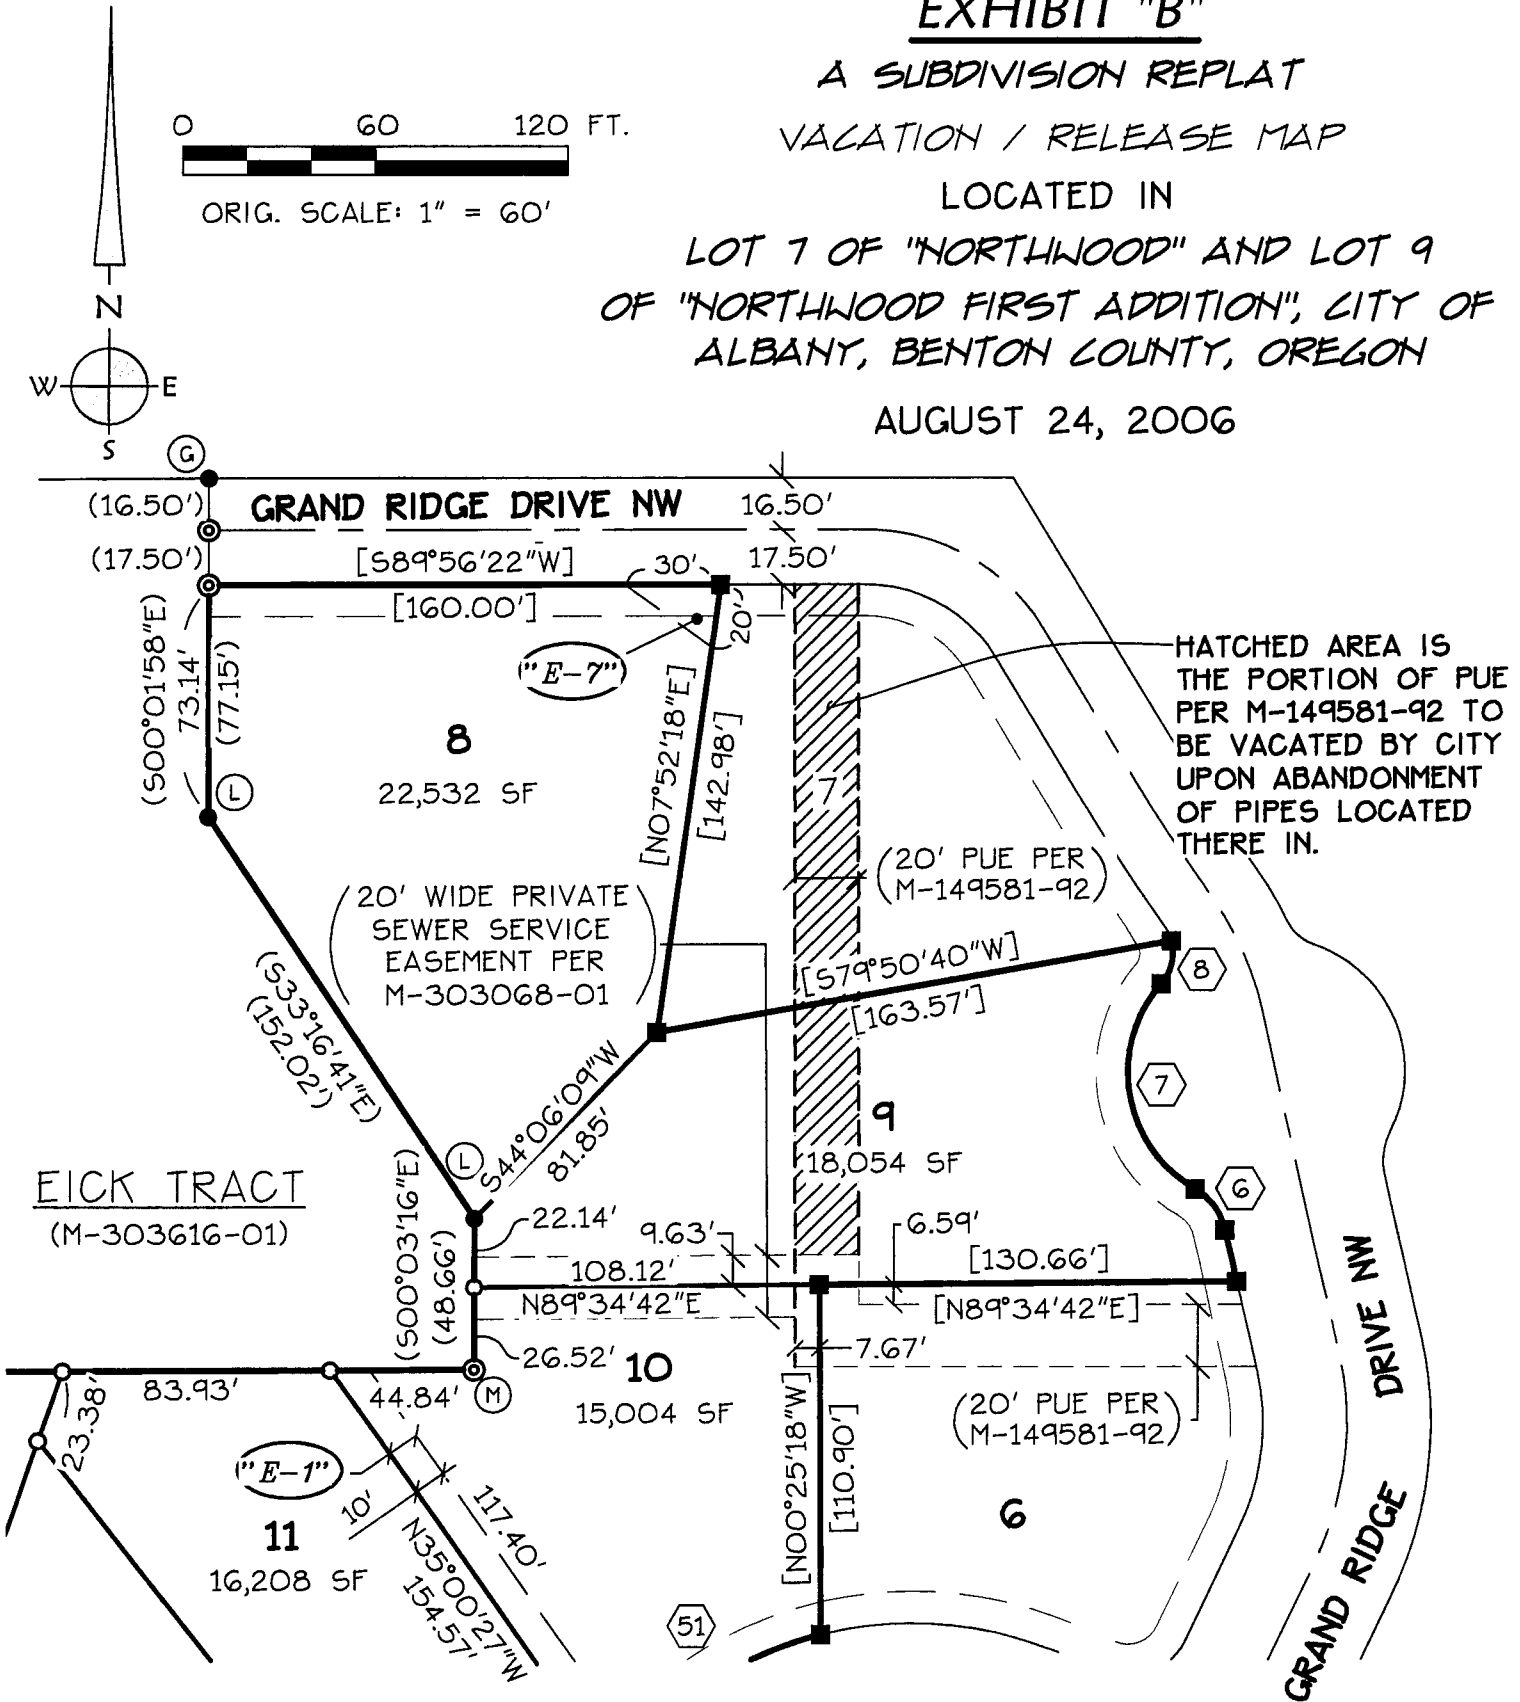 EXHIBIT "B"
A SUBDIVISION REPLAT
VACATION / RELEASE MAP
LOCATED IN
LOT 7 OF "NORTHWOOD" AND LOT 9
OF "NORTHWOOD FIRST ADDITION", CITY OF
ALBANY, BENTON COUNTY, OREGON
AUGUST 24, 2006
0 60 120 FT.
ORIG. SCALE: 1" = 60'
N
W E
S
G
(16.50')
GRAND RIDGE DRIVE NW
16.50'
(17.50')
[S89°56'22"W]
30'
17.50'
[160.00']
20'
(S00°01'58"E)
73.14'
(77.15')
"E-7"
[N07°52'18"E]
[142.98']
HATCHED AREA IS
THE PORTION OF PUE
PER M-149581-92 TO
BE VACATED BY CITY
UPON ABANDONMENT
OF PIPES LOCATED
THERE IN.
8
22,532 SF
L
7
(20' PUE PER
M-149581-92)
(20' WIDE PRIVATE
SEWER SERVICE
EASEMENT PER
M-303068-01)
[S79°50'40"W]
[163.57']
8
(S33°16'41"E)
(152.02')
7
S44°06'09"W
81.85'
9
18,054 SF
L
6
EICK TRACT
(M-303616-01)
(S00°03'16"E)
(48.66')
22.14'
9.63'
6.59'
108.12'
[130.66']
N89°34'42"E
[N89°34'42"E]
26.52'
7.67'
10
15,004 SF
M
83.93'
44.84'
23.38'
(20' PUE PER
M-149581-92)
[N00°25'18"W]
[110.90']
"E-1"
10'
117.40'
11
16,208 SF
N35°00'27"W
154.57'
6
51
GRAND RIDGE DRIVE NW